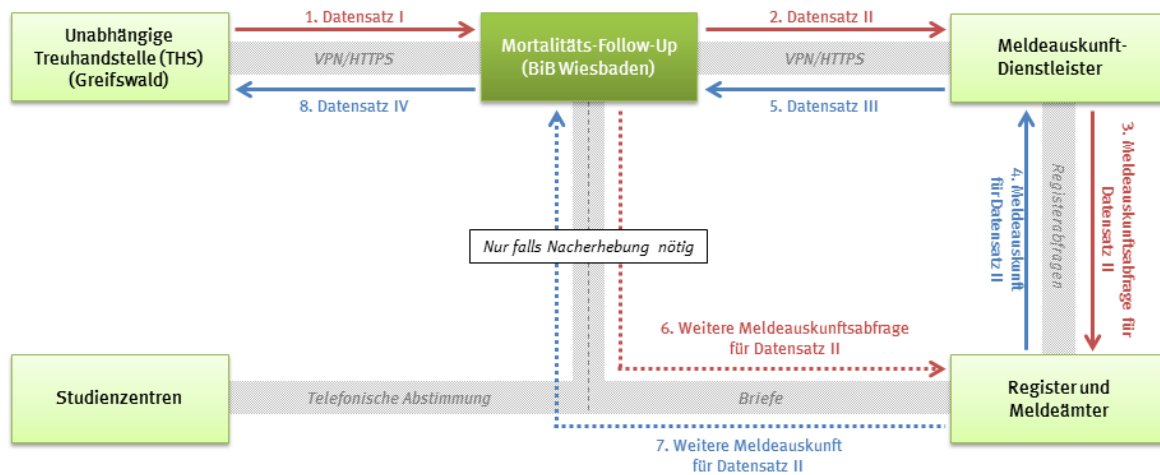 1. Datensatz I
2. Datensatz II
Unabhängige
Treuhandstelle (THS)
(Greifswald)
VPN/HTTPS
Mortalitäts-Follow-Up
(BiB Wiesbaden)
VPN/HTTPS
Meldeauskunft-
Dienstleister
8. Datensatz IV
5. Datensatz III
4. Meldeauskunft
für Datensatz II
Registerabfragen
3. Meldeauskunftsabfrage für
Datensatz II
Nur falls Nacherhebung nötig
6. Weitere Meldeauskunftsabfrage
für Datensatz II
Studienzentren
Telefonische Abstimmung
Briefe
Register und
Meldeämter
7. Weitere Meldeauskunft
für Datensatz II